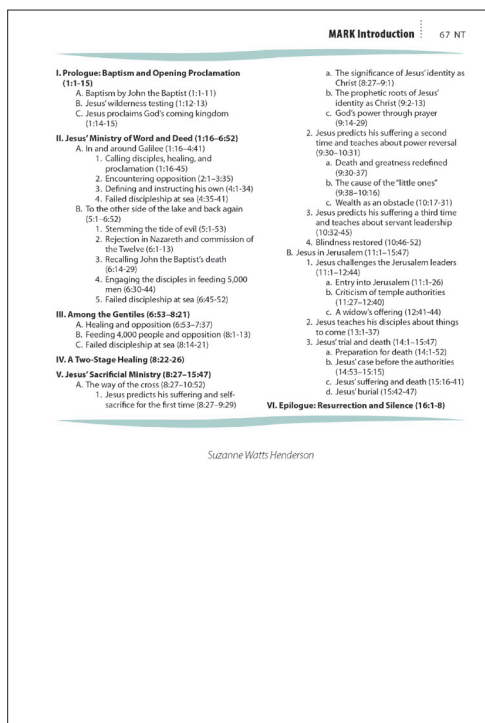 MARK Introduction 67 NT
I. Prologue: Baptism and Opening Proclamation
(1:1-15)
A. Baptism by John the Baptist (1:1-11)
B. Jesus' wilderness testing (1:12-13)
C. Jesus proclaims God's coming kingdom
(1:14-15)
II. Jesus' Ministry of Word and Deed (1:16–6:52)
A. In and around Galilee (1:16–4:41)
1. Calling disciples, healing, and
proclamation (1:16-45)
2. Encountering opposition (2:1–3:35)
3. Defining and instructing his own (4:1-34)
4. Failed discipleship at sea (4:35-41)
B. To the other side of the lake and back again
(5:1–6:52)
1. Stemming the tide of evil (5:1-53)
2. Rejection in Nazareth and commission of
the Twelve (6:1-13)
3. Recalling John the Baptist's death
(6:14-29)
4. Engaging the disciples in feeding 5,000
men (6:30-44)
5. Failed discipleship at sea (6:45-52)
III. Among the Gentiles (6:53–8:21)
A. Healing and opposition (6:53–7:37)
B. Feeding 4,000 people and opposition (8:1-13)
C. Failed discipleship at sea (8:14-21)
IV. A Two-Stage Healing (8:22-26)
V. Jesus' Sacrificial Ministry (8:27–15:47)
A. The way of the cross (8:27–10:52)
1. Jesus predicts his suffering and self-
sacrifice for the first time (8:27–9:29)
a. The significance of Jesus' identity as
Christ (8:27–9:1)
b. The prophetic roots of Jesus'
identity as Christ (9:2-13)
c. God's power through prayer
(9:14-29)
2. Jesus predicts his suffering a second
time and teaches about power reversal
(9:30–10:31)
a. Death and greatness redefined
(9:30-37)
b. The cause of the "little ones"
(9:38–10:16)
c. Wealth as an obstacle (10:17-31)
3. Jesus predicts his suffering a third time
and teaches about servant leadership
(10:32-45)
4. Blindness restored (10:46-52)
B. Jesus in Jerusalem (11:1–15:47)
1. Jesus challenges the Jerusalem leaders
(11:1–12:44)
a. Entry into Jerusalem (11:1-26)
b. Criticism of temple authorities
(11:27–12:40)
c. A widow's offering (12:41-44)
2. Jesus teaches his disciples about things
to come (13:1-37)
3. Jesus' trial and death (14:1–15:47)
a. Preparation for death (14:1-52)
b. Jesus' case before the authorities
(14:53–15:15)
c. Jesus' suffering and death (15:16-41)
d. Jesus' burial (15:42-47)
VI. Epilogue: Resurrection and Silence (16:1-8)
Suzanne Watts Henderson